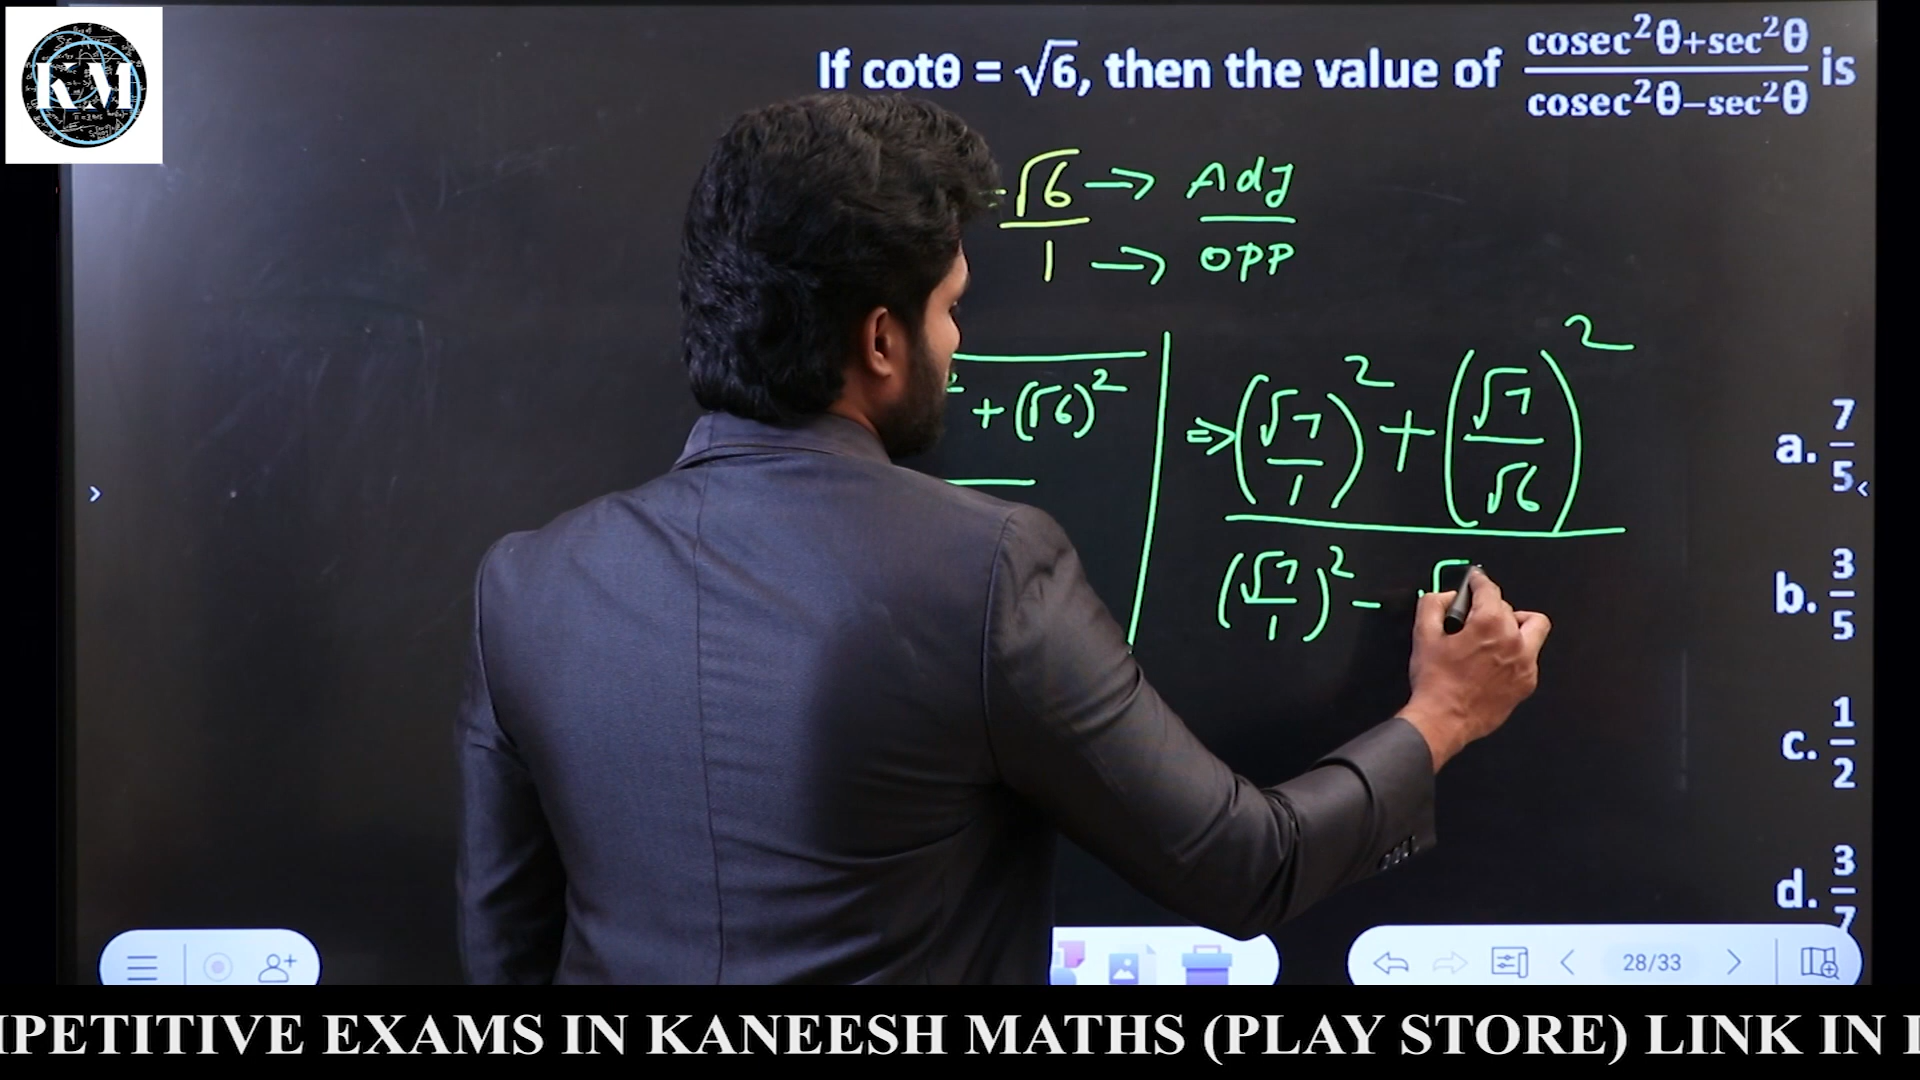 KM
If cotθ = √6, then the value of (cosec²θ+sec²θ)/(cosec²θ−sec²θ) is
√6 → Adj
1 → OPP
+ (√6)²
⇒ (√7/1)² + (√7/√6)²
(√7/1)² − √
a. 7/5
b. 3/5
c. 1/2
d. 3/7
28/33
MPETITIVE EXAMS IN KANEESH MATHS (PLAY STORE) LINK IN